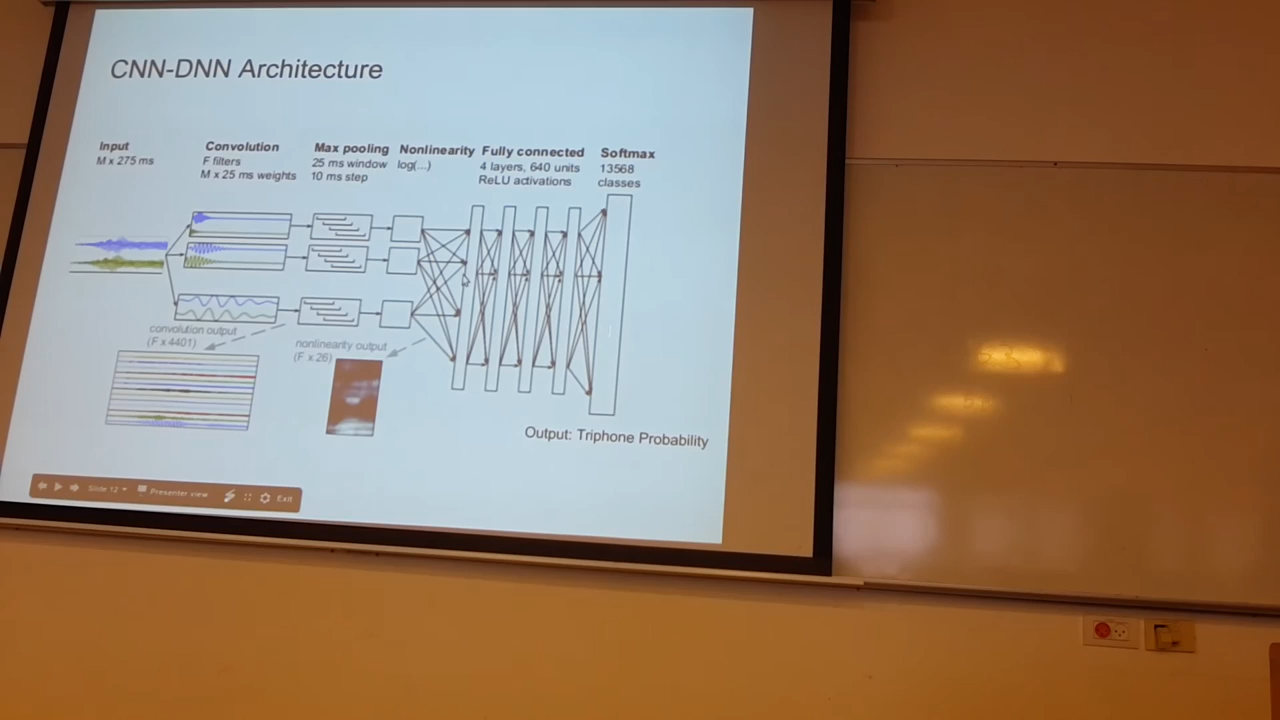 CNN-DNN Architecture
Input
M x 275 ms
Convolution
F filters
M x 25 ms weights
Max pooling
25 ms window
10 ms step
Nonlinearity
log(...)
Fully connected
4 layers, 640 units
ReLU activations
Softmax
13568
classes
convolution output
(F x 4401)
nonlinearity output
(F x 26)
Output: Triphone Probability
Slide 12
Presenter view
Exit